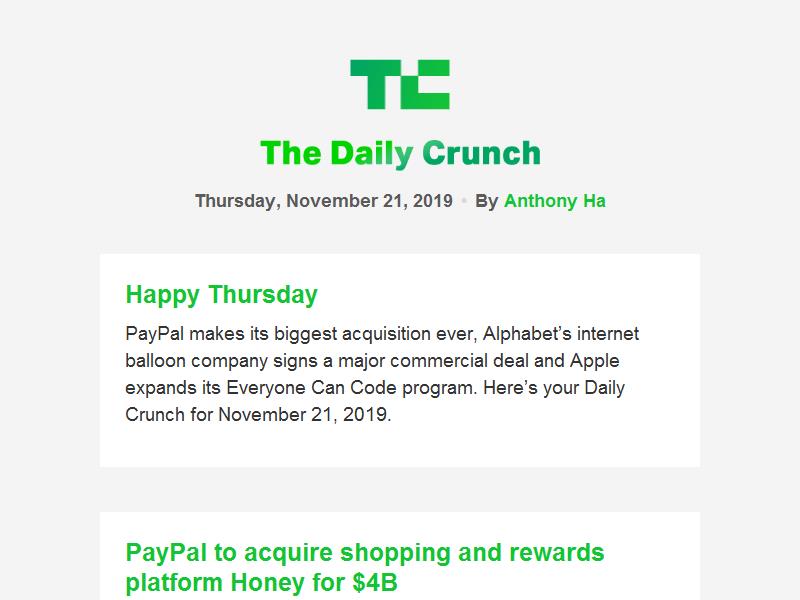 TC
The Daily Crunch
Thursday, November 21, 2019 • By Anthony Ha
Happy Thursday
PayPal makes its biggest acquisition ever, Alphabet’s internet
balloon company signs a major commercial deal and Apple
expands its Everyone Can Code program. Here’s your Daily
Crunch for November 21, 2019.
PayPal to acquire shopping and rewards
platform Honey for $4B